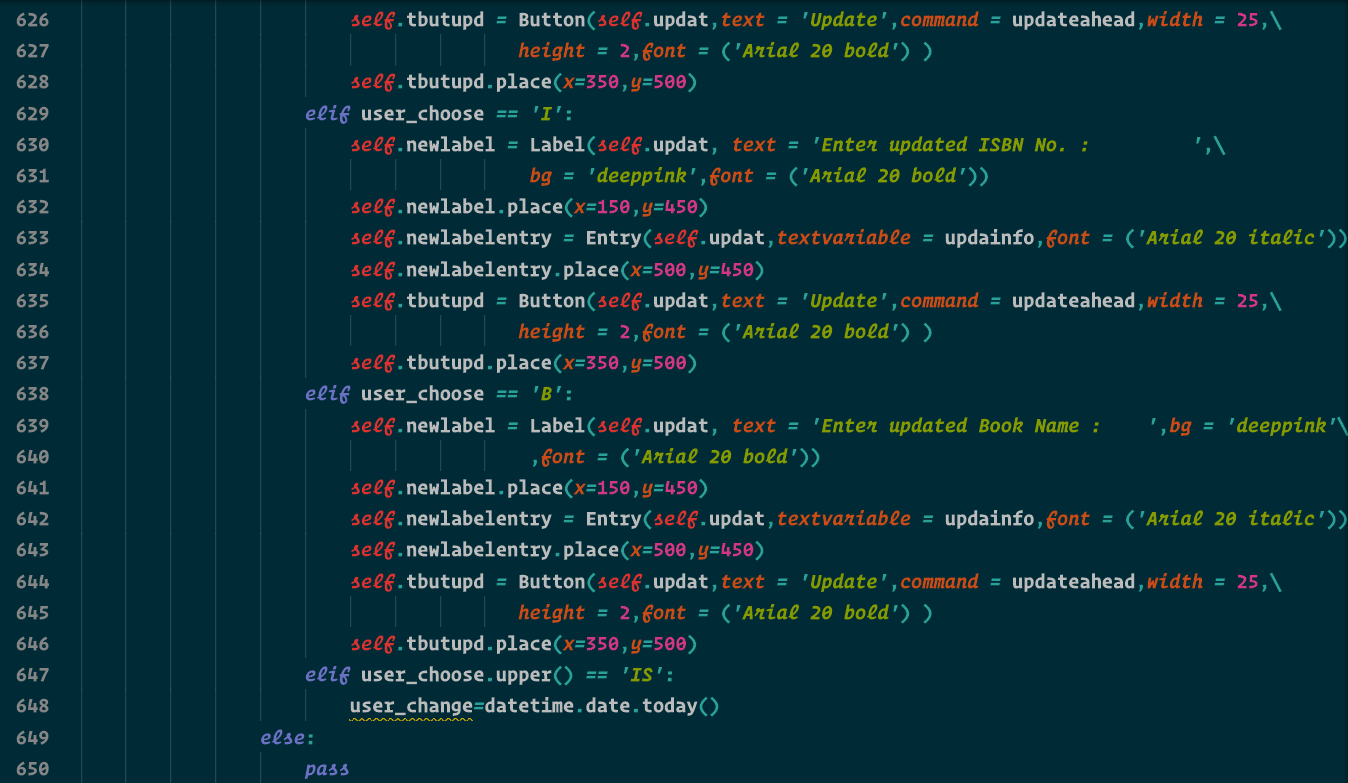 626 self.tbutupd = Button(self.updat,text = 'Update',command = updateahead,width = 25,\
627 height = 2,font = ('Arial 20 bold') )
628 self.tbutupd.place(x=350,y=500)
629 elif user_choose == 'I':
630 self.newlabel = Label(self.updat, text = 'Enter updated ISBN No. :         ',\
631 bg = 'deeppink',font = ('Arial 20 bold'))
632 self.newlabel.place(x=150,y=450)
633 self.newlabelentry = Entry(self.updat,textvariable = updainfo,font = ('Arial 20 italic'))
634 self.newlabelentry.place(x=500,y=450)
635 self.tbutupd = Button(self.updat,text = 'Update',command = updateahead,width = 25,\
636 height = 2,font = ('Arial 20 bold') )
637 self.tbutupd.place(x=350,y=500)
638 elif user_choose == 'B':
639 self.newlabel = Label(self.updat, text = 'Enter updated Book Name :    ',bg = 'deeppink'\
640 ,font = ('Arial 20 bold'))
641 self.newlabel.place(x=150,y=450)
642 self.newlabelentry = Entry(self.updat,textvariable = updainfo,font = ('Arial 20 italic'))
643 self.newlabelentry.place(x=500,y=450)
644 self.tbutupd = Button(self.updat,text = 'Update',command = updateahead,width = 25,\
645 height = 2,font = ('Arial 20 bold') )
646 self.tbutupd.place(x=350,y=500)
647 elif user_choose.upper() == 'IS':
648 user_change=datetime.date.today()
649 else:
650 pass